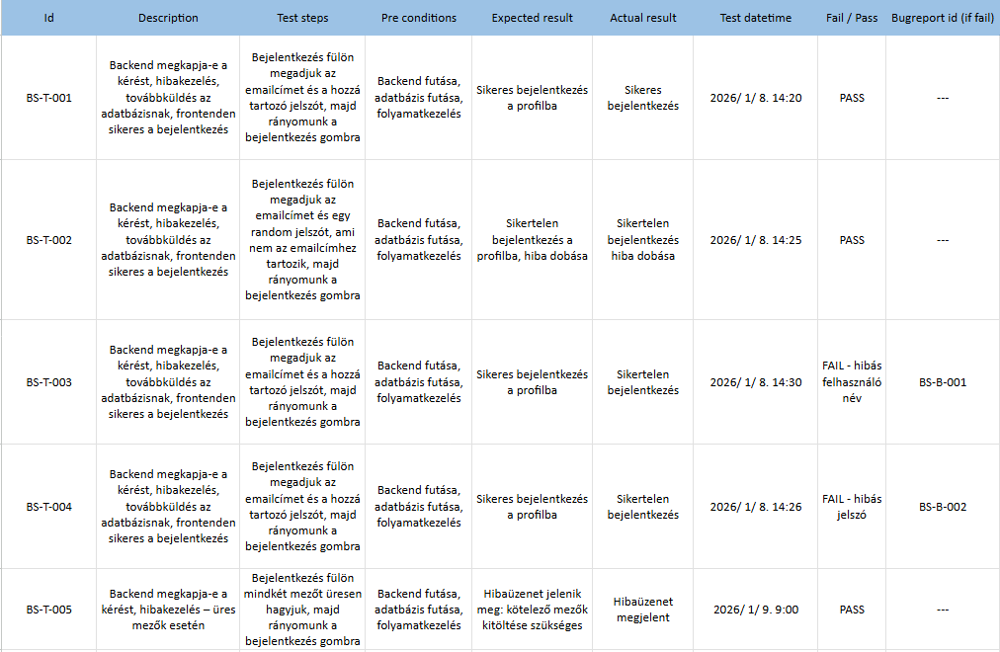 Id Description Test steps Pre conditions Expected result Actual result Test datetime Fail / Pass Bugreport id (if fail)
BS-T-001
Backend megkapja-e a
kérést, hibakezelés,
továbbküldés az
adatbázisnak, frontenden
sikeres a bejelentkezés
Bejelentkezés fülön
megadjuk az
emailcímet és a hozzá
tartozó jelszót, majd
rányomunk a
bejelentkezés gombra
Backend futása,
adatbázis futása,
folyamatkezelés
Sikeres bejelentkezés
a profilba
Sikeres
bejelentkezés
2026/ 1/ 8. 14:20
PASS
---
BS-T-002
Backend megkapja-e a
kérést, hibakezelés,
továbbküldés az
adatbázisnak, frontenden
sikeres a bejelentkezés
Bejelentkezés fülön
megadjuk az
emailcímet és egy
random jelszót, ami
nem az emailcímhez
tartozik, majd
rányomunk a
bejelentkezés gombra
Backend futása,
adatbázis futása,
folyamatkezelés
Sikertelen
bejelentkezés a
profilba, hiba dobása
Sikertelen
bejelentkezés
hiba dobása
2026/ 1/ 8. 14:25
PASS
---
BS-T-003
Backend megkapja-e a
kérést, hibakezelés,
továbbküldés az
adatbázisnak, frontenden
sikeres a bejelentkezés
Bejelentkezés fülön
megadjuk az
emailcímet és a hozzá
tartozó jelszót, majd
rányomunk a
bejelentkezés gombra
Backend futása,
adatbázis futása,
folyamatkezelés
Sikeres bejelentkezés
a profilba
Sikertelen
bejelentkezés
2026/ 1/ 8. 14:30
FAIL - hibás
felhasználó
név
BS-B-001
BS-T-004
Backend megkapja-e a
kérést, hibakezelés,
továbbküldés az
adatbázisnak, frontenden
sikeres a bejelentkezés
Bejelentkezés fülön
megadjuk az
emailcímet és a hozzá
tartozó jelszót, majd
rányomunk a
bejelentkezés gombra
Backend futása,
adatbázis futása,
folyamatkezelés
Sikeres bejelentkezés
a profilba
Sikertelen
bejelentkezés
2026/ 1/ 8. 14:26
FAIL - hibás
jelszó
BS-B-002
BS-T-005
Backend megkapja-e a
kérést, hibakezelés – üres
mezők esetén
Bejelentkezés fülön
mindkét mezőt üresen
hagyjuk, majd
rányomunk a
bejelentkezés gombra
Backend futása,
adatbázis futása,
folyamatkezelés
Hibaüzenet jelenik
meg: kötelező mezők
kitöltése szükséges
Hibaüzenet
megjelent
2026/ 1/ 9. 9:00
PASS
---